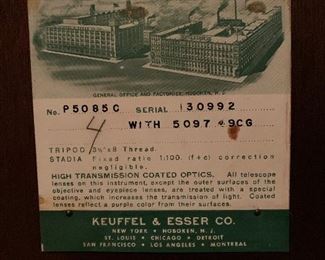 GENERAL OFFICE AND FACTORIES, HOBOKEN, N. J.
No. P5085C SERIAL 130992
4 WITH 5097 9CG
TRIPOD 3½"x8 Thread.
STADIA Fixed ratio 1:100. (f+c) correction
negligible.
HIGH TRANSMISSION COATED OPTICS. All telescope
lenses on this instrument, except the outer surfaces of the
objective and eyepiece lenses, are treated with a special
coating, which increases the transmission of light. Coated
lenses reflect a purple color from their surfaces.
KEUFFEL & ESSER CO.
NEW YORK • HOBOKEN, N. J.
ST. LOUIS • CHICAGO • DETROIT
SAN FRANCISCO • LOS ANGELES • MONTREAL